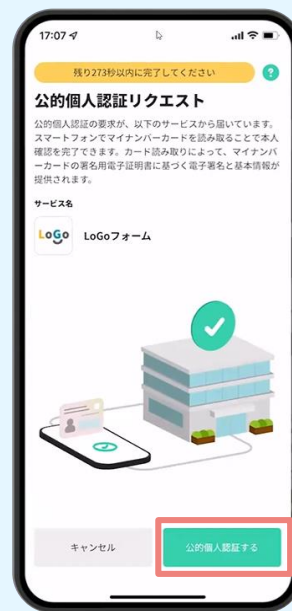 17:07
残り273秒以内に完了してください
?
公的個人認証リクエスト
公的個人認証の要求が、以下のサービスから届いています。
スマートフォンでマイナンバーカードを読み取ることで本人
確認を完了できます。カード読み取りによって、マイナンバ
ーカードの署名用電子証明書に基づく電子署名と基本情報が
提供されます。
サービス名
LoGo
LoGoフォーム
キャンセル
公的個人認証する